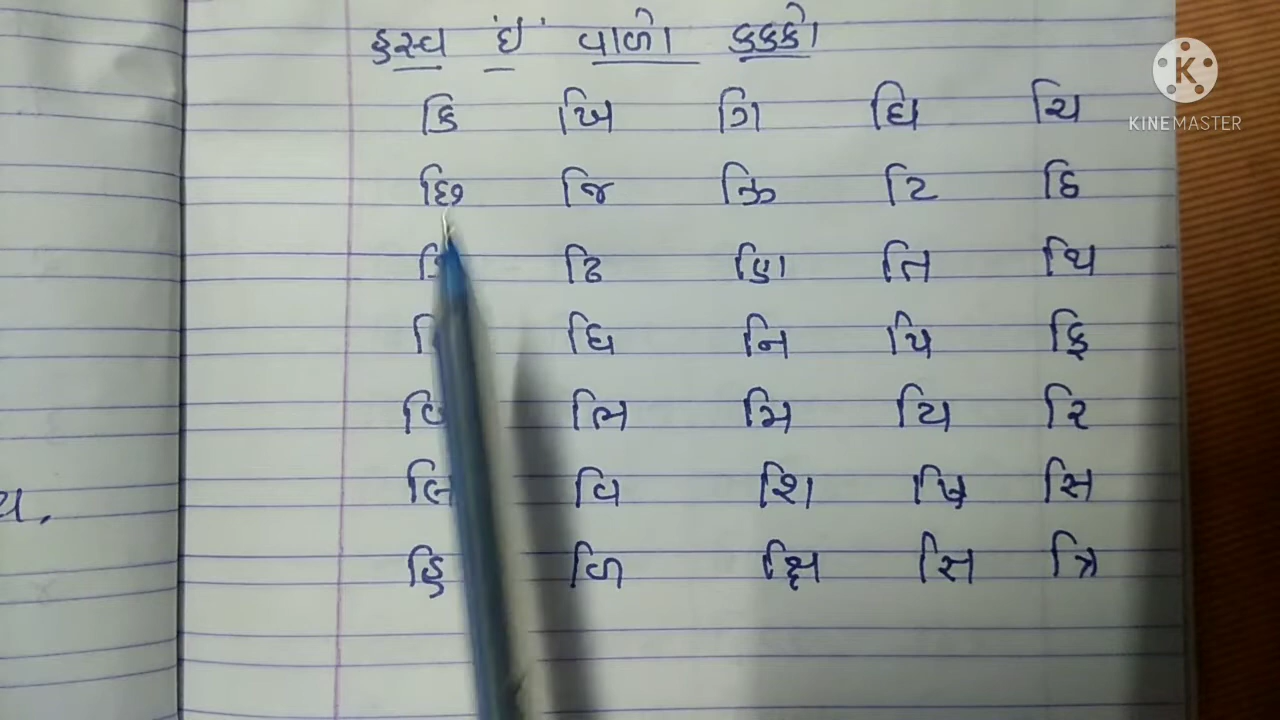 હ્રસ્વ 'ઇ' વાળો કક્કો
કિ ખિ ગિ ઘિ ચિ
છિ જિ ઝિ ટિ ઠિ
ઢિ ણિ તિ થિ
ધિ નિ પિ ફિ
બિ ભિ મિ યિ રિ
લિ વિ શિ ષિ સિ
હિ ળિ ક્ષિ સિ ત્રિ
ય.
K
KINEMASTER